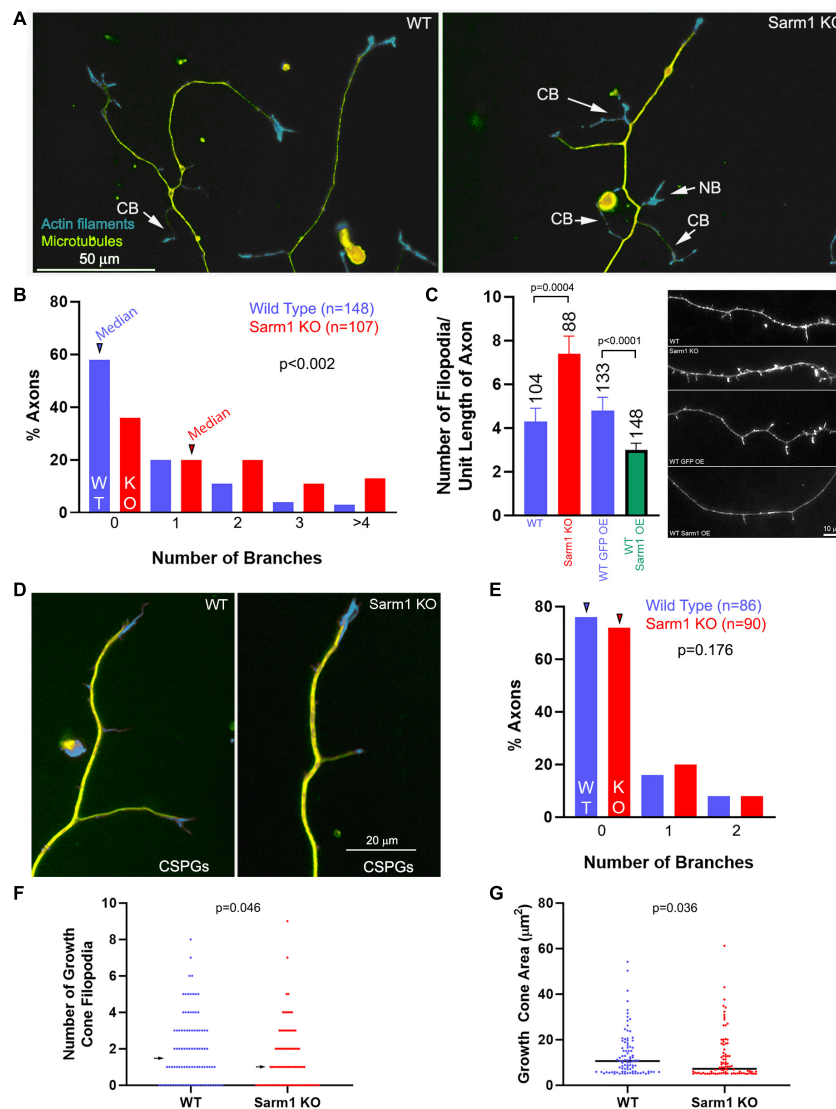 A
WT
Sarm1 KO
CB
CB
NB
CB
CB
Actin filaments
Microtubules
50 μm
B
80
60
40
20
0
% Axons
Median
Median
Wild Type (n=148)
Sarm1 KO (n=107)
p<0.002
WT
KO
0 1 2 3 >4
Number of Branches
C
10
8
6
4
2
0
Number of Filopodia/
Unit Length of Axon
p=0.0004
p<0.0001
104
88
133
148
WT
Sarm1 KO
WT GFP OE
WT
Sarm1 OE
WT
Sarm1 KO
WT GFP OE
WT Sarm1 OE
D
WT
Sarm1 KO
20 μm
CSPGs
CSPGs
E
80
60
40
20
0
% Axons
Wild Type (n=86)
Sarm1 KO (n=90)
p=0.176
WT
KO
0 1 2
Number of Branches
F
10
8
6
4
2
0
Number of Growth
Cone Filopodia
p=0.046
WT Sarm1 KO
G
80
60
40
20
0
Growth Cone Area (μm²)
p=0.036
WT Sarm1 KO